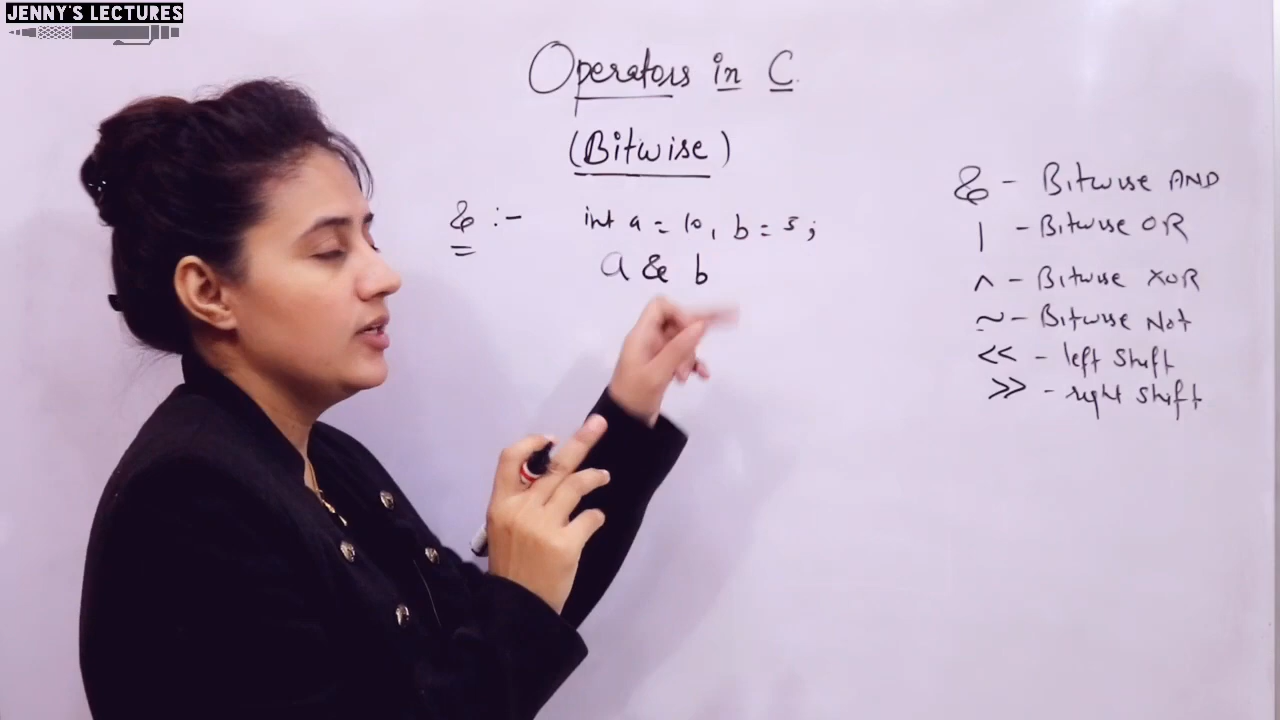 JENNY'S LECTURES
Operators in C.
(Bitwise)
& :- int a = 10, b = 5;
a & b
& - Bitwise AND
| - Bitwise OR
^ - Bitwise XOR
~ - Bitwise Not
<< - left shift
>> - right shift